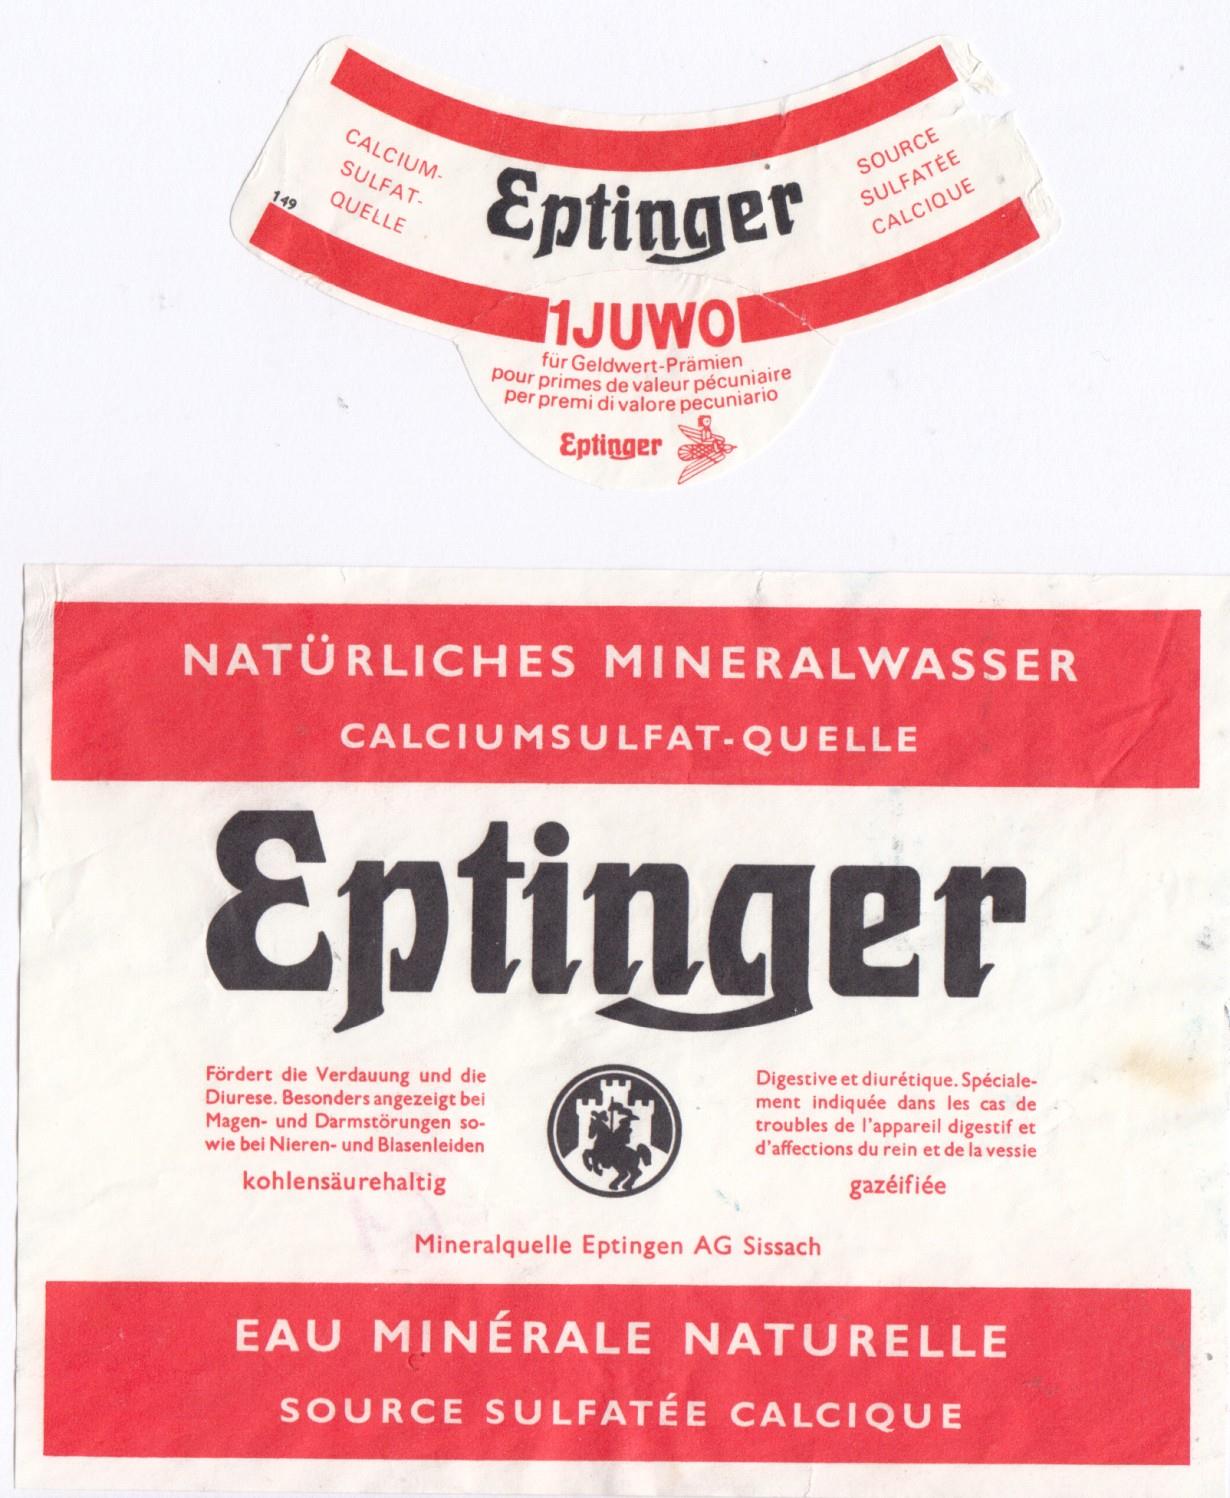 CALCIUM-
SULFAT-
QUELLE
149
Eptinger
SOURCE
SULFATÉE
CALCIQUE
1JUWO
für Geldwert-Prämien
pour primes de valeur pécuniaire
per premi di valore pecuniario
Eptinger
NATÜRLICHES MINERALWASSER
CALCIUMSULFAT-QUELLE
Eptinger
Fördert die Verdauung und die
Diurese. Besonders angezeigt bei
Magen- und Darmstörungen so-
wie bei Nieren- und Blasenleiden
kohlensäurehaltig
Digestive et diurétique. Spéciale-
ment indiquée dans les cas de
troubles de l'appareil digestif et
d'affections du rein et de la vessie
gazéifiée
Mineralquelle Eptingen AG Sissach
EAU MINÉRALE NATURELLE
SOURCE SULFATÉE CALCIQUE